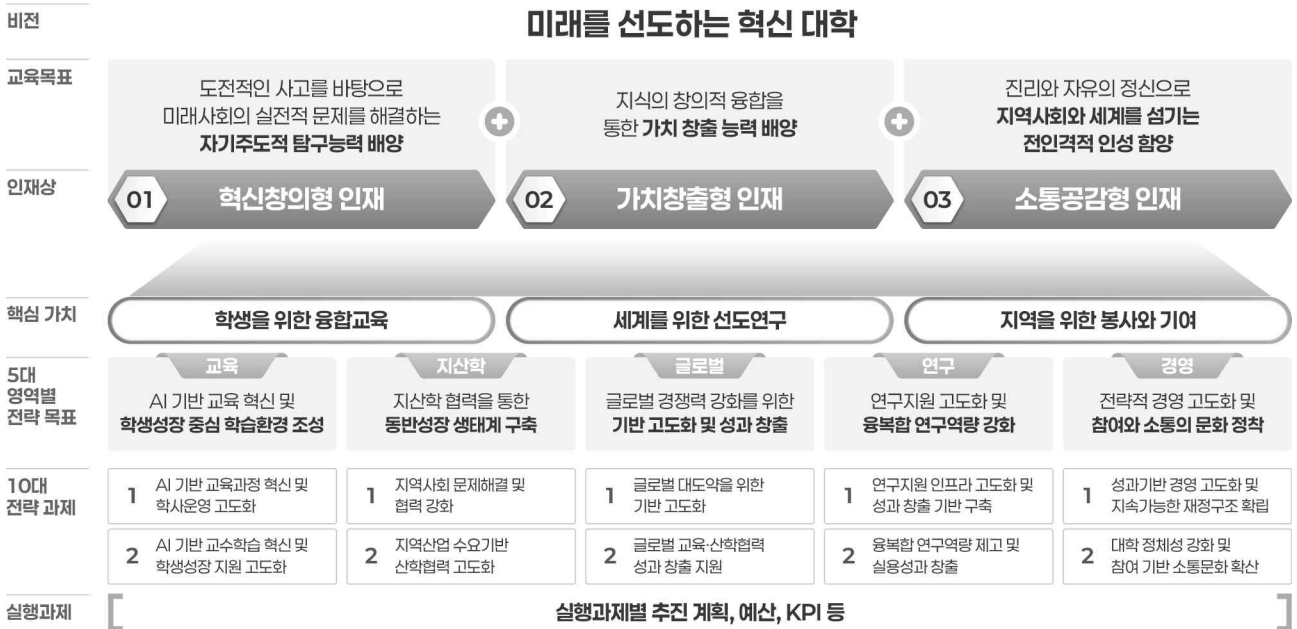 비전
미래를 선도하는 혁신 대학
교육목표
도전적인 사고를 바탕으로
미래사회의 실전적 문제를 해결하는
자기주도적 탐구능력 배양
지식의 창의적 융합을
통한 가치 창출 능력 배양
진리와 자유의 정신으로
지역사회와 세계를 섬기는
전인격적 인성 함양
인재상
01 혁신창의형 인재
02 가치창출형 인재
03 소통공감형 인재
핵심 가치
학생을 위한 융합교육
세계를 위한 선도연구
지역을 위한 봉사와 기여
5대
영역별
전략 목표
교육
AI 기반 교육 혁신 및
학생성장 중심 학습환경 조성
지산학
지산학 협력을 통한
동반성장 생태계 구축
글로벌
글로벌 경쟁력 강화를 위한
기반 고도화 및 성과 창출
연구
연구지원 고도화 및
융복합 연구역량 강화
경영
전략적 경영 고도화 및
참여와 소통의 문화 정착
10대
전략 과제
1 AI 기반 교육과정 혁신 및
학사운영 고도화
1 지역사회 문제해결 및
협력 강화
1 글로벌 대도약을 위한
기반 고도화
1 연구지원 인프라 고도화 및
성과 창출 기반 구축
1 성과기반 경영 고도화 및
지속가능한 재정구조 확립
2 AI 기반 교수학습 혁신 및
학생성장 지원 고도화
2 지역산업 수요기반
산학협력 고도화
2 글로벌 교육·산학협력
성과 창출 지원
2 융복합 연구역량 제고 및
실용성과 창출
2 대학 정체성 강화 및
참여 기반 소통문화 확산
실행과제
실행과제별 추진 계획, 예산, KPI 등